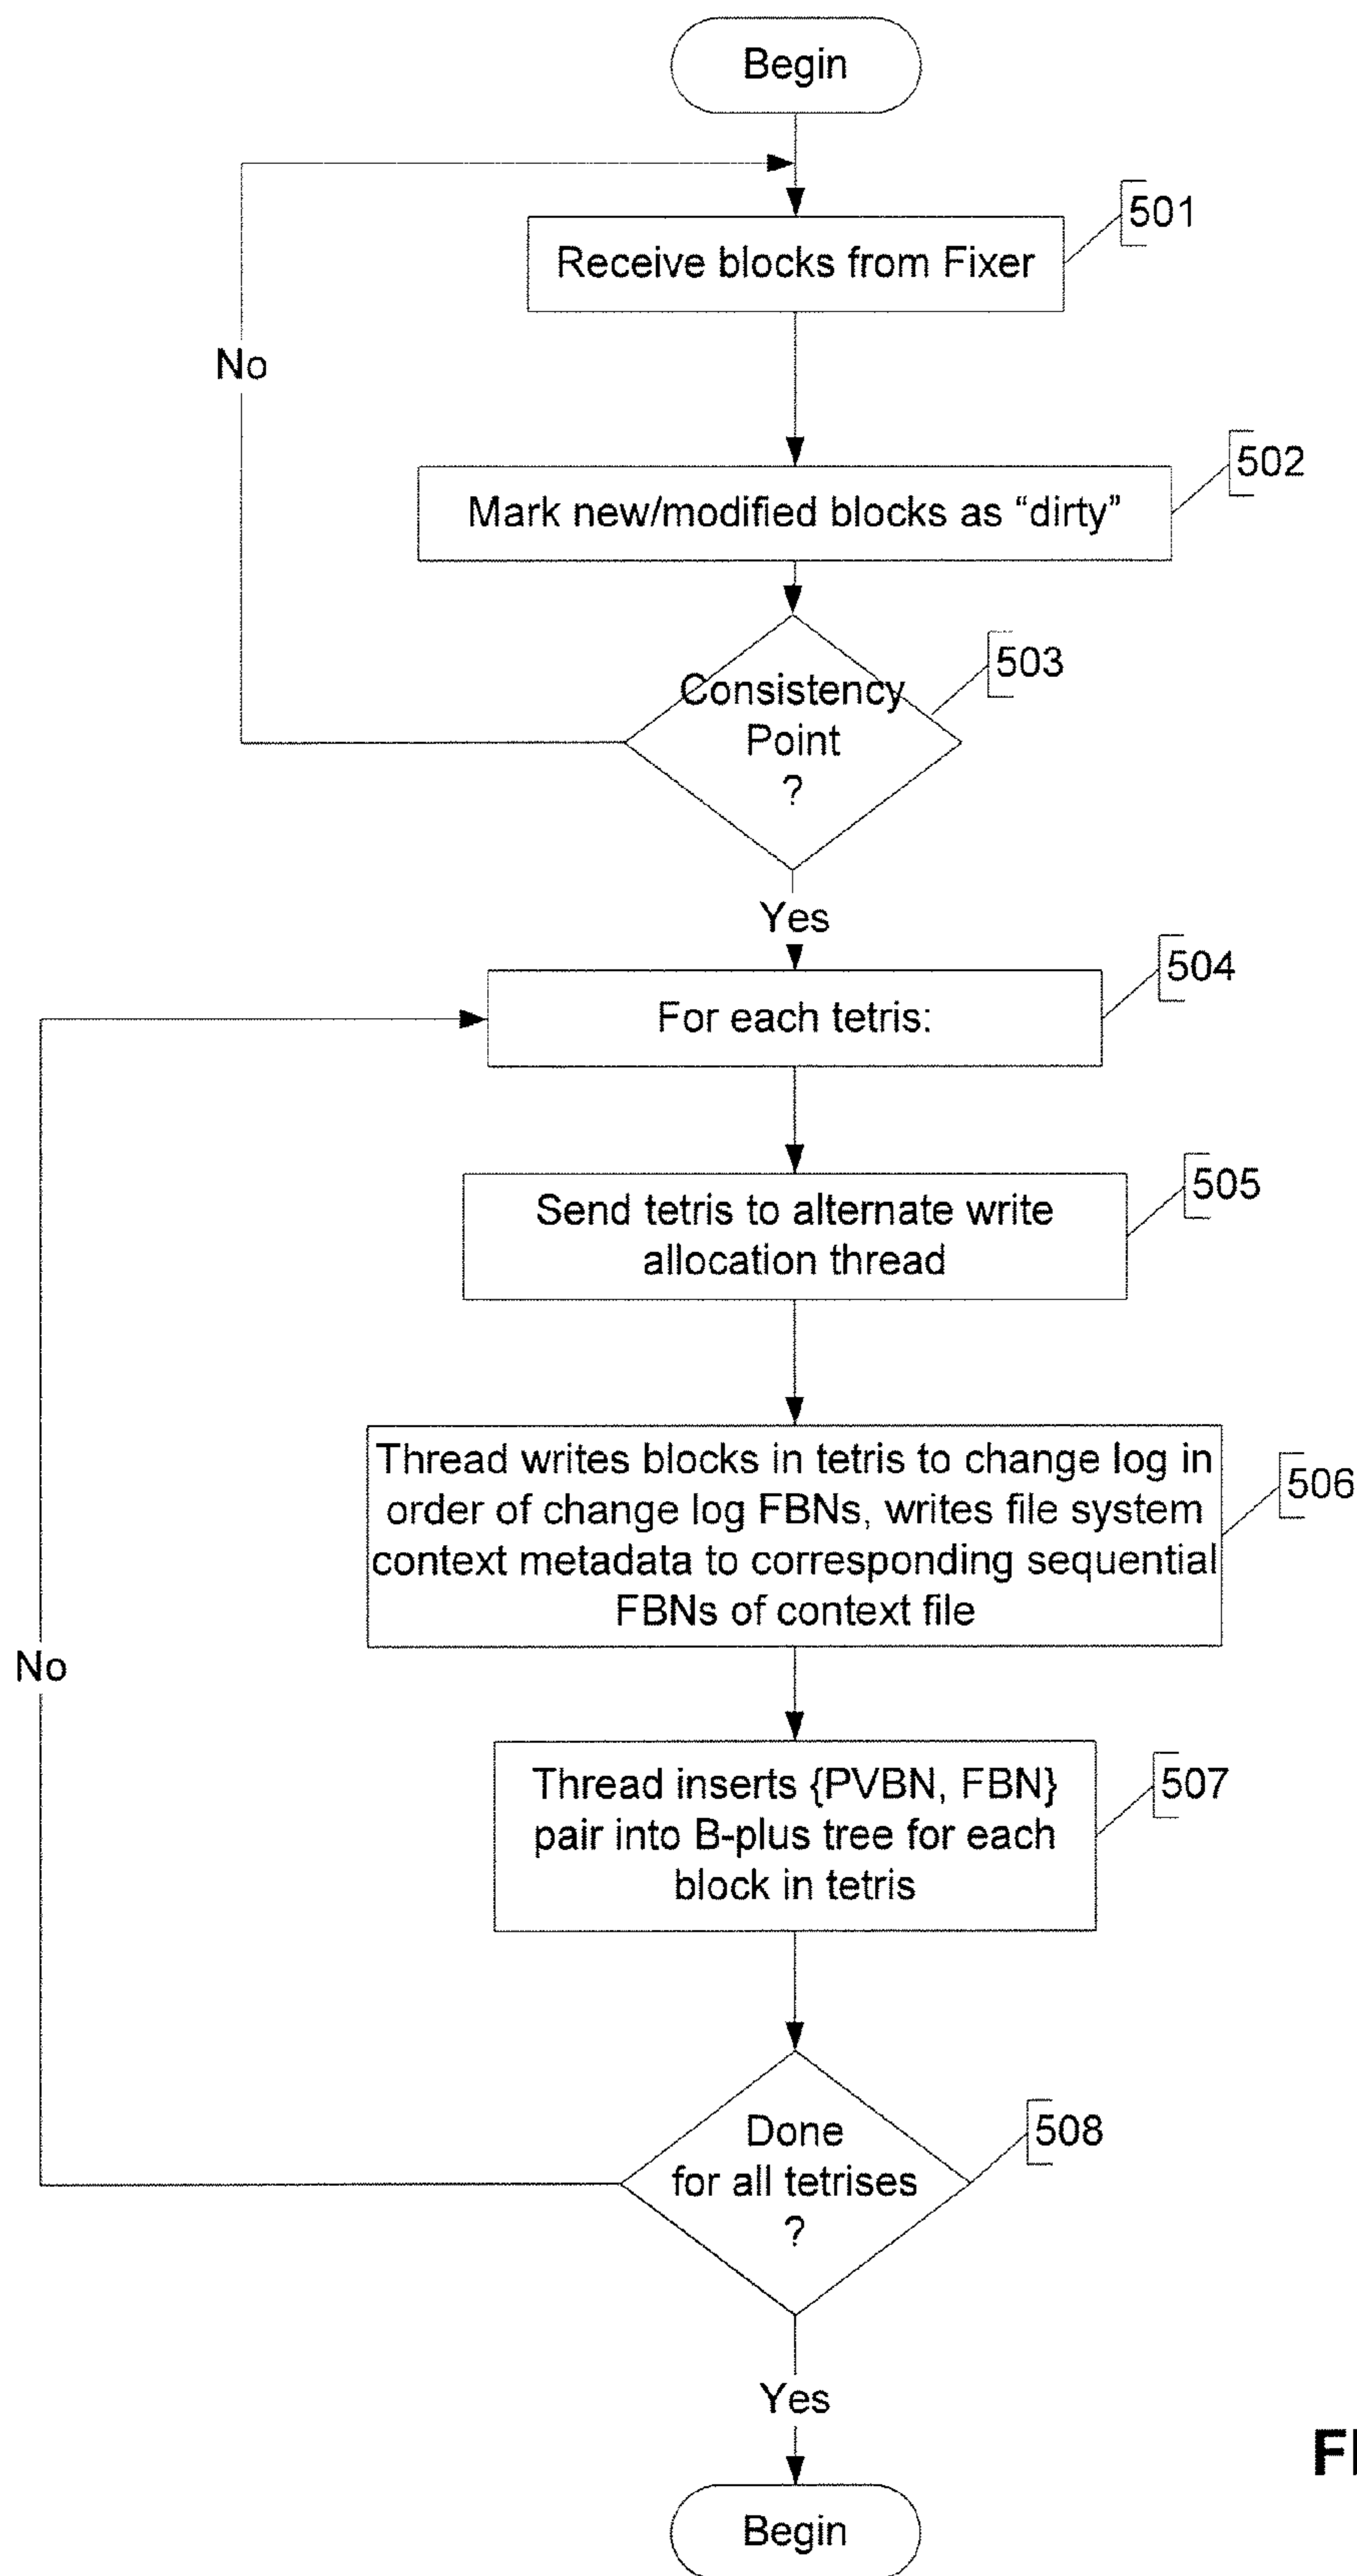 Begin
501
Receive blocks from Fixer
No
502
Mark new/modified blocks as “dirty”
503
Consistency
Point
?
Yes
504
For each tetris:
505
Send tetris to alternate write
allocation thread
506
Thread writes blocks in tetris to change log in
order of change log FBNs, writes file system
context metadata to corresponding sequential
FBNs of context file
No
507
Thread inserts {PVBN, FBN}
pair into B-plus tree for each
block in tetris
508
Done
for all tetrises
?
Yes
Begin